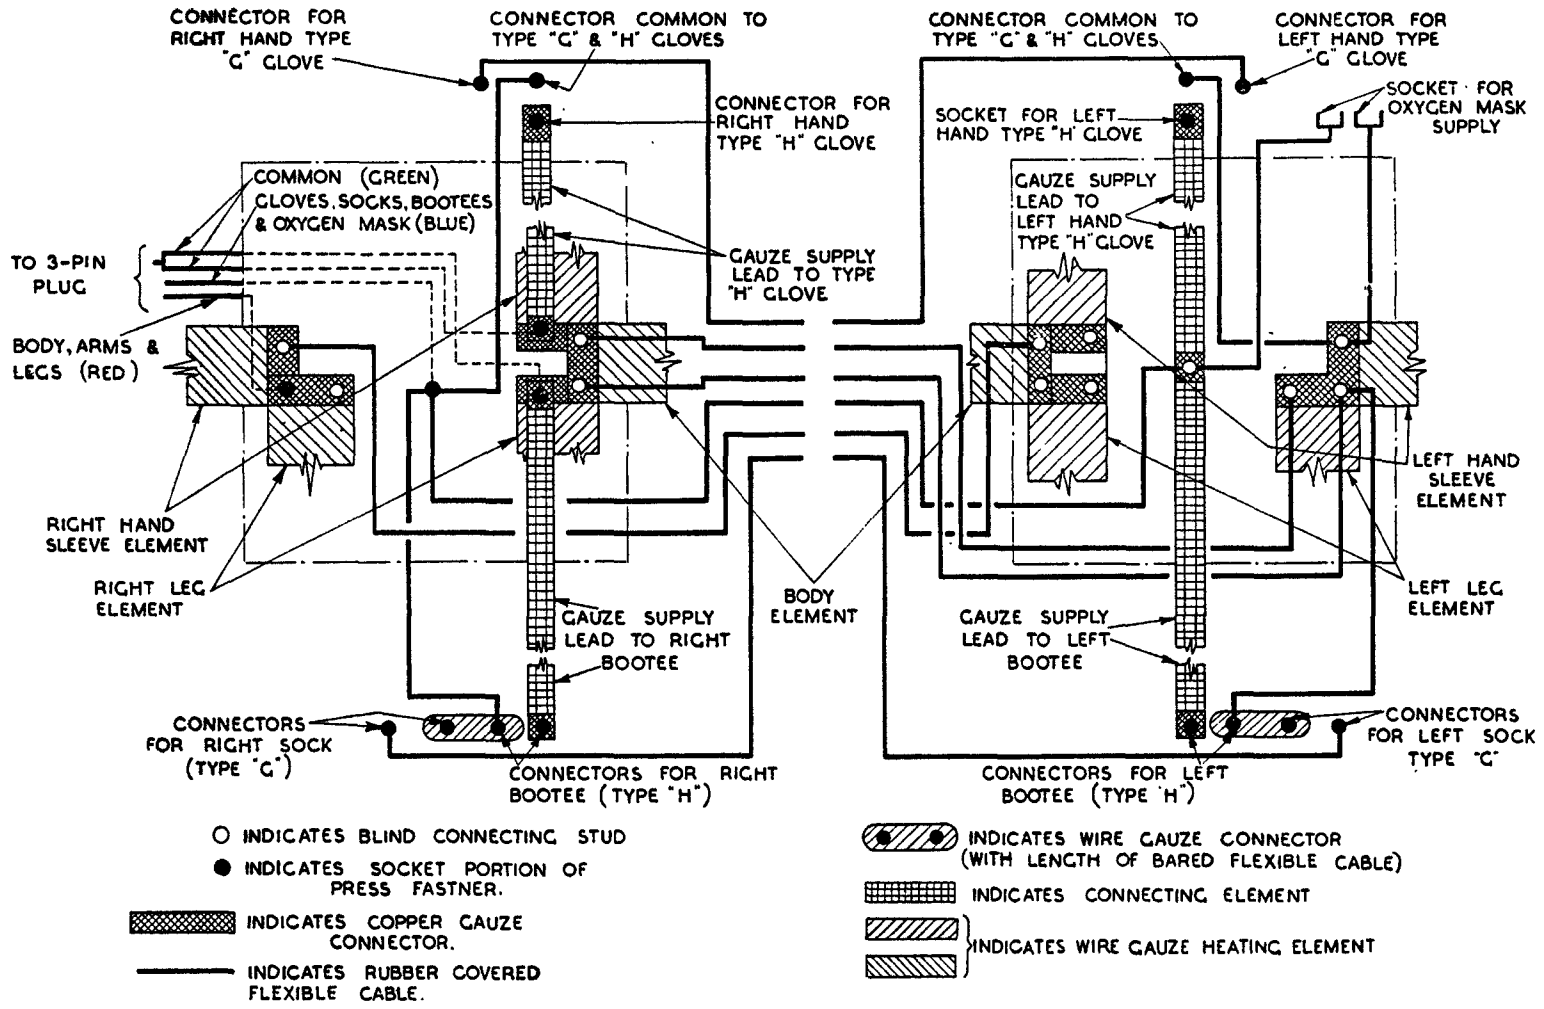 CONNECTOR FOR
RIGHT HAND TYPE
"G" GLOVE
CONNECTOR COMMON TO
TYPE "G" & "H" GLOVES
CONNECTOR COMMON TO
TYPE "G" & "H" GLOVES
CONNECTOR FOR
LEFT HAND TYPE
"G" GLOVE
SOCKET FOR
OXYGEN MASK
SUPPLY
CONNECTOR FOR
RIGHT HAND
TYPE "H" GLOVE
SOCKET FOR LEFT
HAND TYPE "H" GLOVE
COMMON (GREEN)
GLOVES, SOCKS, BOOTEES
& OXYGEN MASK (BLUE)
GAUZE SUPPLY
LEAD TO
LEFT HAND
TYPE "H" GLOVE
TO 3-PIN
PLUG
GAUZE SUPPLY
LEAD TO TYPE
"H" GLOVE
BODY, ARMS &
LEGS (RED)
RIGHT HAND
SLEEVE ELEMENT
LEFT HAND
SLEEVE
ELEMENT
RIGHT LEG
ELEMENT
BODY
ELEMENT
LEFT LEG
ELEMENT
GAUZE SUPPLY
LEAD TO RIGHT
BOOTEE
GAUZE SUPPLY
LEAD TO LEFT
BOOTEE
CONNECTORS
FOR RIGHT SOCK
(TYPE "G")
CONNECTORS FOR RIGHT
BOOTEE (TYPE "H")
CONNECTORS FOR LEFT
BOOTEE (TYPE "H")
CONNECTORS
FOR LEFT SOCK
TYPE "G"
INDICATES BLIND CONNECTING STUD
INDICATES SOCKET PORTION OF
PRESS FASTNER.
INDICATES COPPER GAUZE
CONNECTOR.
INDICATES RUBBER COVERED
FLEXIBLE CABLE.
INDICATES WIRE GAUZE CONNECTOR
(WITH LENGTH OF BARED FLEXIBLE CABLE)
INDICATES CONNECTING ELEMENT
INDICATES WIRE GAUZE HEATING ELEMENT